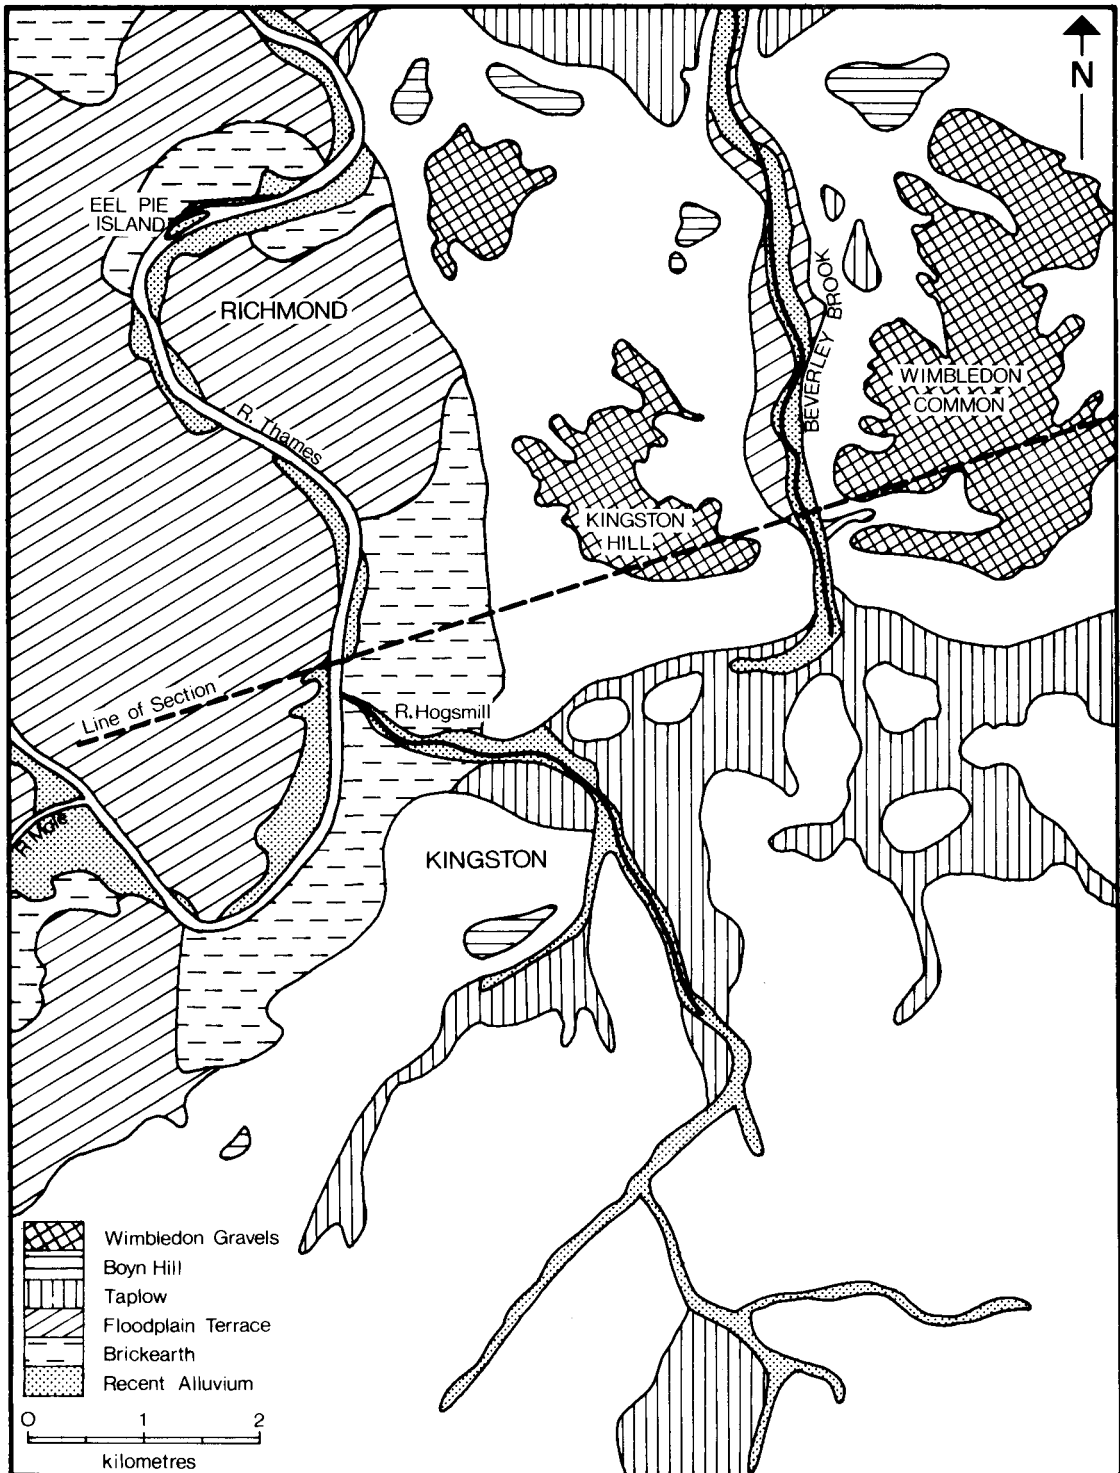 N
EEL PIE
ISLAND
RICHMOND
BEVERLEY BROOK
WIMBLEDON
COMMON
R. Thames
KINGSTON
HILL
Line of Section
R. Hogsmill
R. Mole
KINGSTON
Wimbledon Gravels
Boyn Hill
Taplow
Floodplain Terrace
Brickearth
Recent Alluvium
0 1 2
kilometres